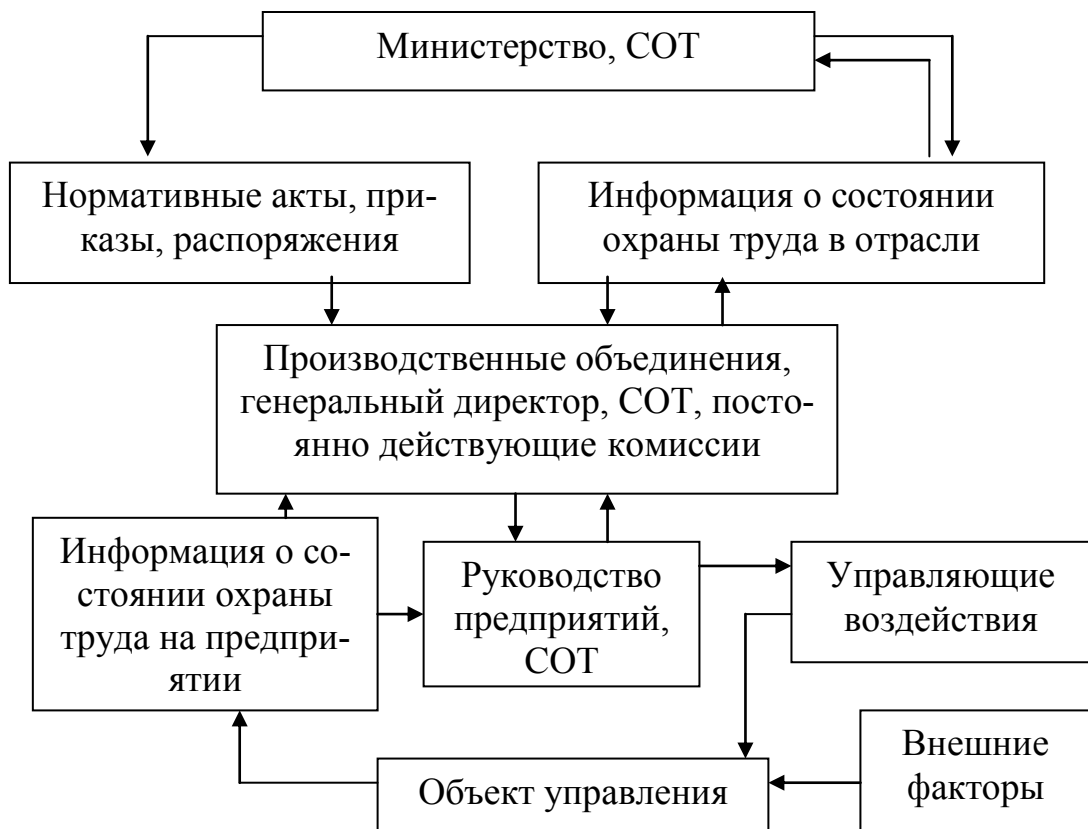 Министерство, СОТ
Нормативные акты, при-
казы, распоряжения
Информация о состоянии
охраны труда в отрасли
Производственные объединения,
генеральный директор, СОТ, посто-
янно действующие комиссии
Информация о со-
стоянии охраны
труда на предпри-
ятии
Руководство
предприятий,
СОТ
Управляющие
воздействия
Внешние
факторы
Объект управления